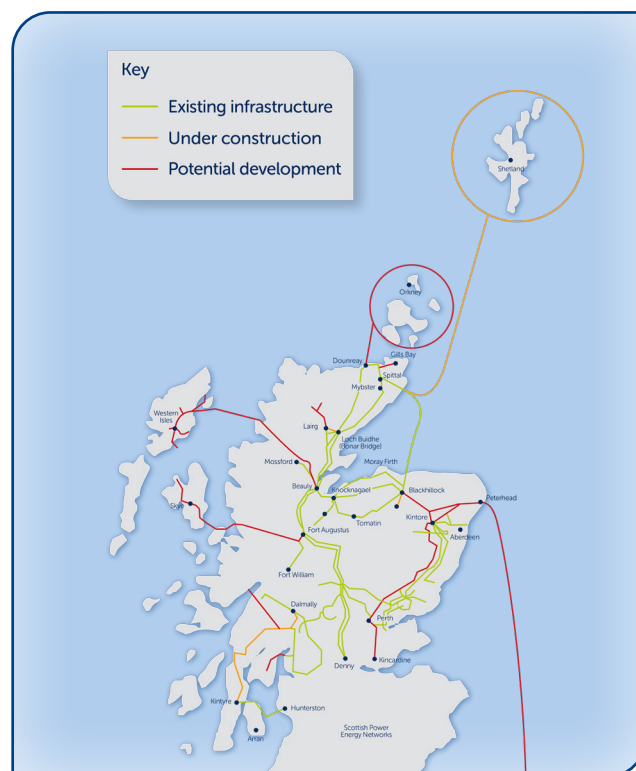 Key
Existing infrastructure
Under construction
Potential development
Shetland
Orkney
Gills Bay
Dounreay
Spittal
Mybster
Western
Isles
Lairg
Loch Buidhe
(Bonar Bridge)
Mossford
Moray Firth
Beauly
Knocknagael
Blackhillock
Peterhead
Skye
Kintore
Tomatin
Fort Augustus
Aberdeen
Fort William
Dalmally
Perth
Denny
Kincardine
Kintyre
Hunterston
Arran
Scottish Power
Energy Networks